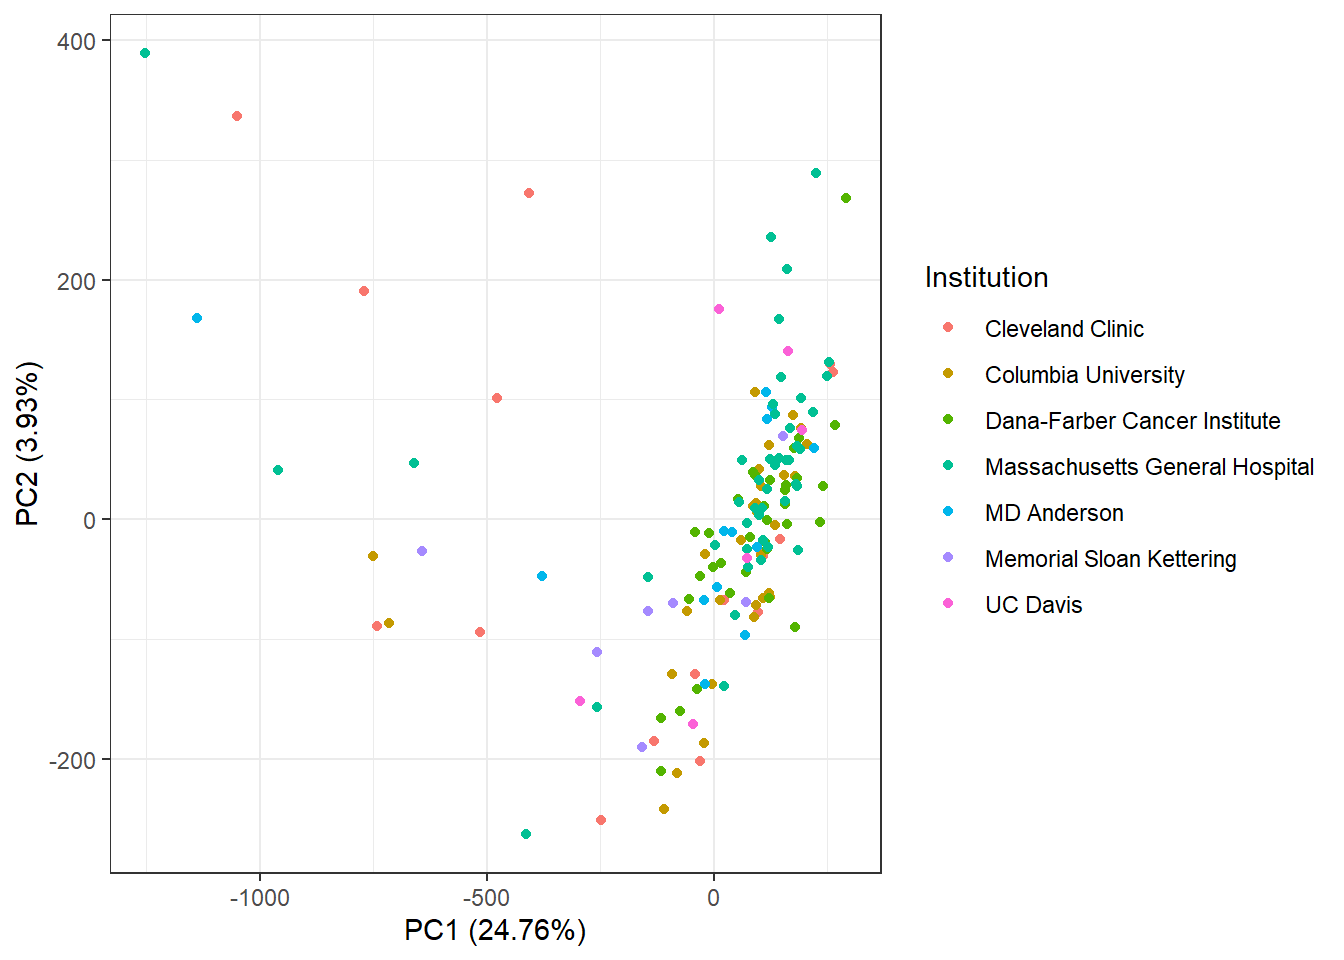 400
200
0
-200
PC2 (3.93%)
-1000
-500
0
PC1 (24.76%)
Institution
Cleveland Clinic
Columbia University
Dana-Farber Cancer Institute
Massachusetts General Hospital
MD Anderson
Memorial Sloan Kettering
UC Davis